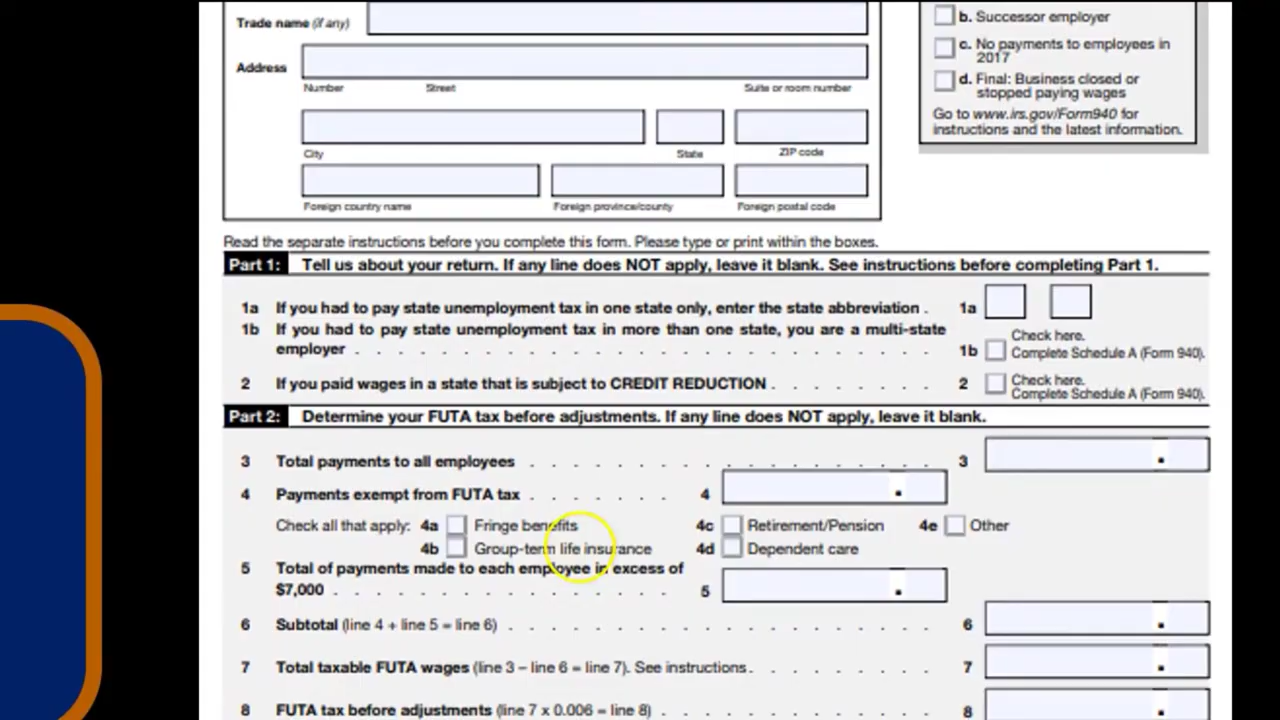 Trade name (if any)
b. Successor employer
c. No payments to employees in
2017
d. Final: Business closed or
stopped paying wages
Go to www.irs.gov/Form940 for
instructions and the latest information.
Address
Number Street Suite or room number
City State ZIP code
Foreign country name Foreign province/county Foreign postal code
Read the separate instructions before you complete this form. Please type or print within the boxes.
Part 1: Tell us about your return. If any line does NOT apply, leave it blank. See instructions before completing Part 1.
1a If you had to pay state unemployment tax in one state only, enter the state abbreviation . 1a
1b If you had to pay state unemployment tax in more than one state, you are a multi-state
employer . . . . . . . . . . . . . . . . . 1b Check here.
Complete Schedule A (Form 940).
2 If you paid wages in a state that is subject to CREDIT REDUCTION . . . . . 2 Check here.
Complete Schedule A (Form 940).
Part 2: Determine your FUTA tax before adjustments. If any line does NOT apply, leave it blank.
3 Total payments to all employees . . . . . . . . . . . . 3 .
4 Payments exempt from FUTA tax . . . . . . . 4 .
Check all that apply: 4a Fringe benefits 4c Retirement/Pension 4e Other
4b Group-term life insurance 4d Dependent care
5 Total of payments made to each employee in excess of
$7,000 . . . . . . . . . . 5 .
6 Subtotal (line 4 + line 5 = line 6) . . . . . . . . . . . . 6 .
7 Total taxable FUTA wages (line 3 – line 6 = line 7). See instructions . . . . . . 7 .
8 FUTA tax before adjustments (line 7 x 0.006 = line 8) . . . . . . . . 8 .